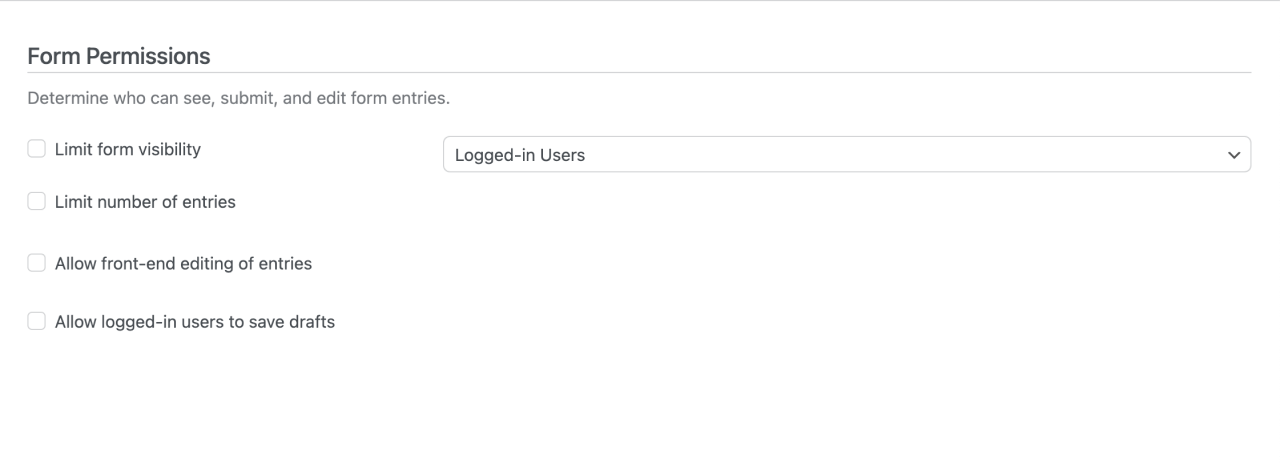 Form Permissions
Determine who can see, submit, and edit form entries.
Limit form visibility
Logged-in Users
Limit number of entries
Allow front-end editing of entries
Allow logged-in users to save drafts